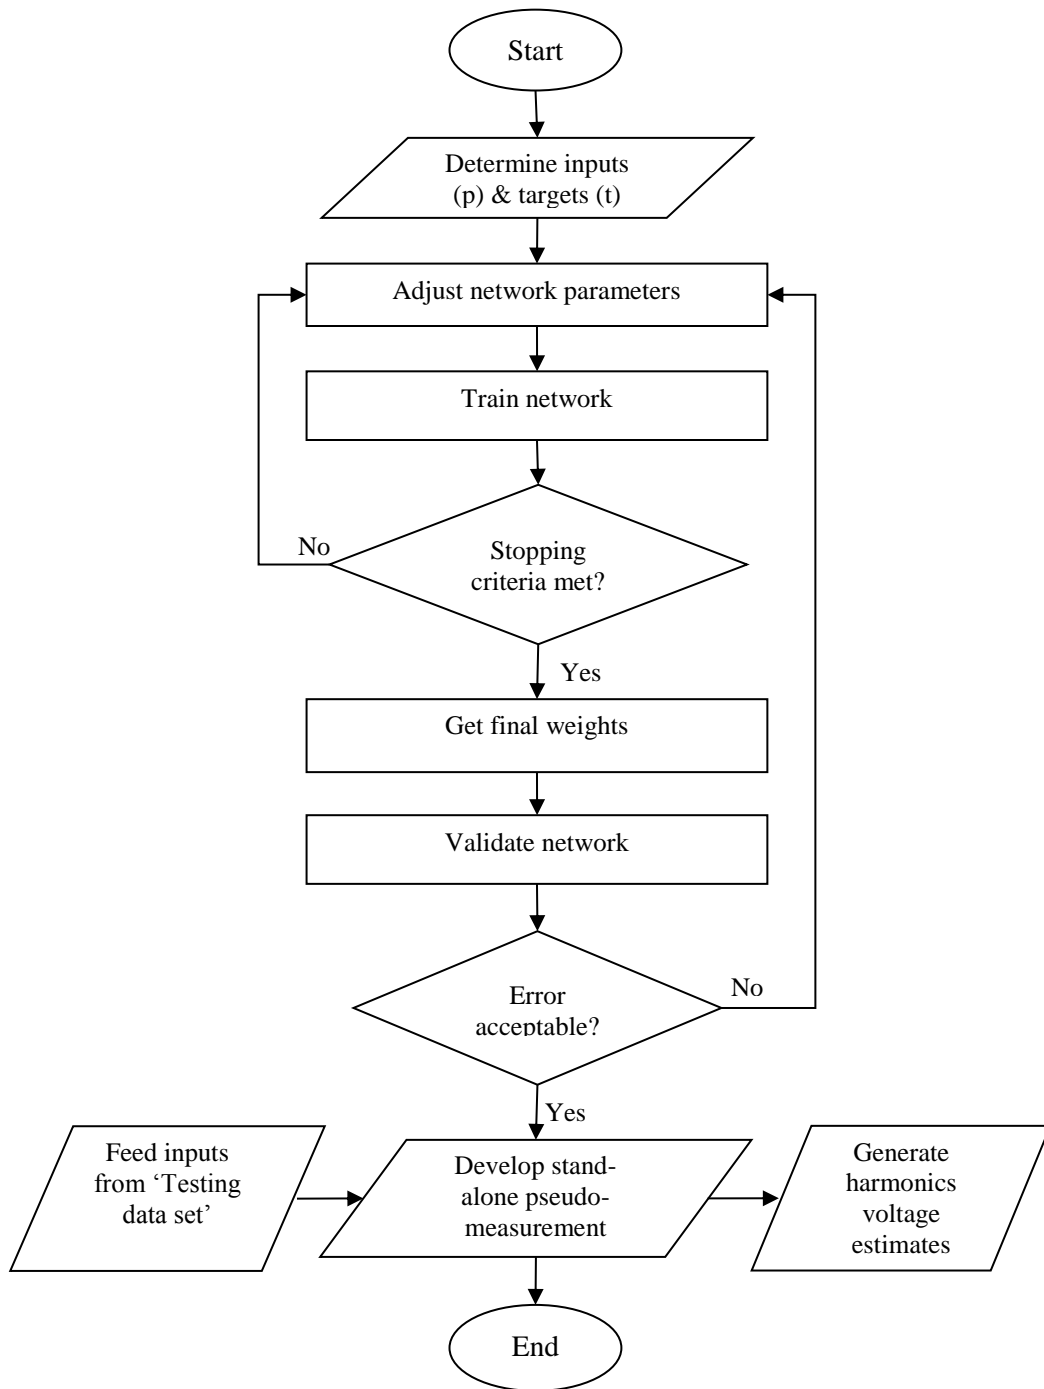 Start
Determine inputs
(p) & targets (t)
Adjust network parameters
Train network
No
Stopping
criteria met?
Yes
Get final weights
Validate network
Error
acceptable?
No
Yes
Feed inputs
from ‘Testing
data set’
Develop stand-
alone pseudo-
measurement
Generate
harmonics
voltage
estimates
End